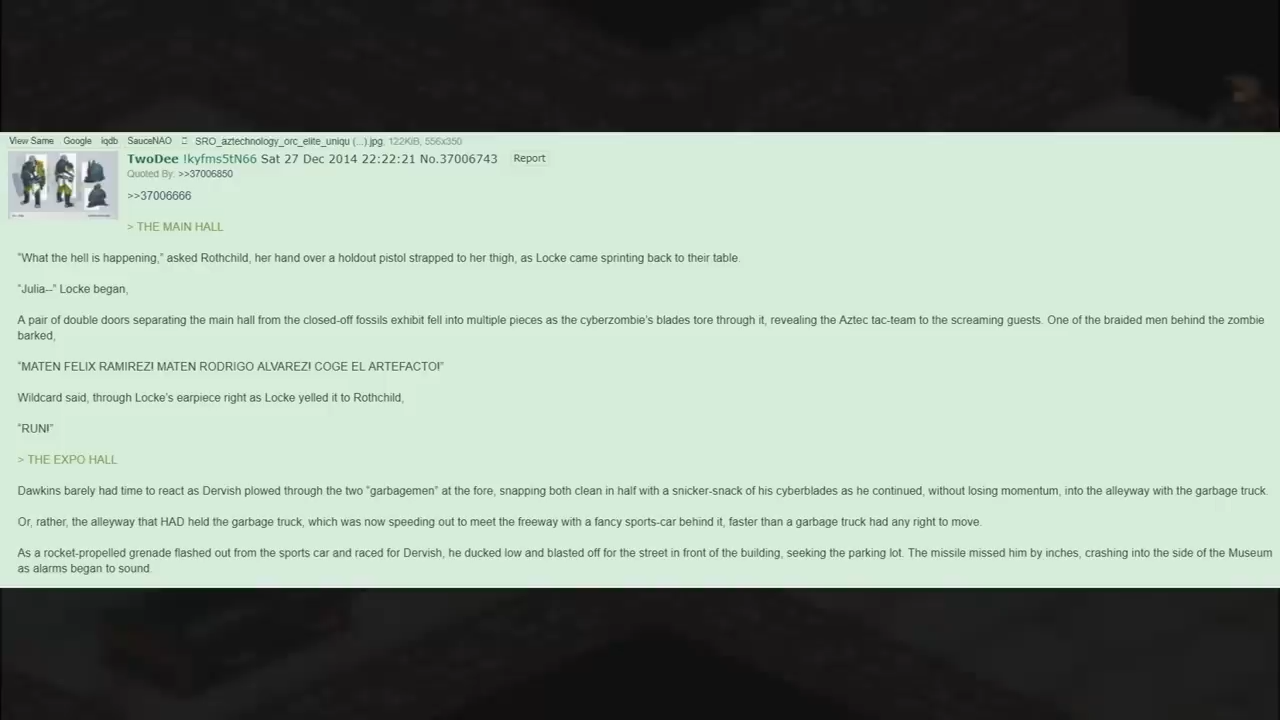 View Same Google iqdb SauceNAO SRO_aztechnology_orc_elite_uniqu (...).jpg, 122KiB, 556x350
TwoDee !kyfms5tN66 Sat 27 Dec 2014 22:22:21 No.37006743 Report
Quoted By: >>37006850
>>37006666
> THE MAIN HALL
"What the hell is happening," asked Rothchild, her hand over a holdout pistol strapped to her thigh, as Locke came sprinting back to their table.
"Julia--" Locke began,
A pair of double doors separating the main hall from the closed-off fossils exhibit fell into multiple pieces as the cyberzombie's blades tore through it, revealing the Aztec tac-team to the screaming guests. One of the braided men behind the zombie
barked,
"MATEN FELIX RAMIREZ! MATEN RODRIGO ALVAREZ! COGE EL ARTEFACTO!"
Wildcard said, through Locke's earpiece right as Locke yelled it to Rothchild,
"RUN!"
> THE EXPO HALL
Dawkins barely had time to react as Dervish plowed through the two "garbagemen" at the fore, snapping both clean in half with a snicker-snack of his cyberblades as he continued, without losing momentum, into the alleyway with the garbage truck.
Or, rather, the alleyway that HAD held the garbage truck, which was now speeding out to meet the freeway with a fancy sports-car behind it, faster than a garbage truck had any right to move.
As a rocket-propelled grenade flashed out from the sports car and raced for Dervish, he ducked low and blasted off for the street in front of the building, seeking the parking lot. The missile missed him by inches, crashing into the side of the Museum
as alarms began to sound.